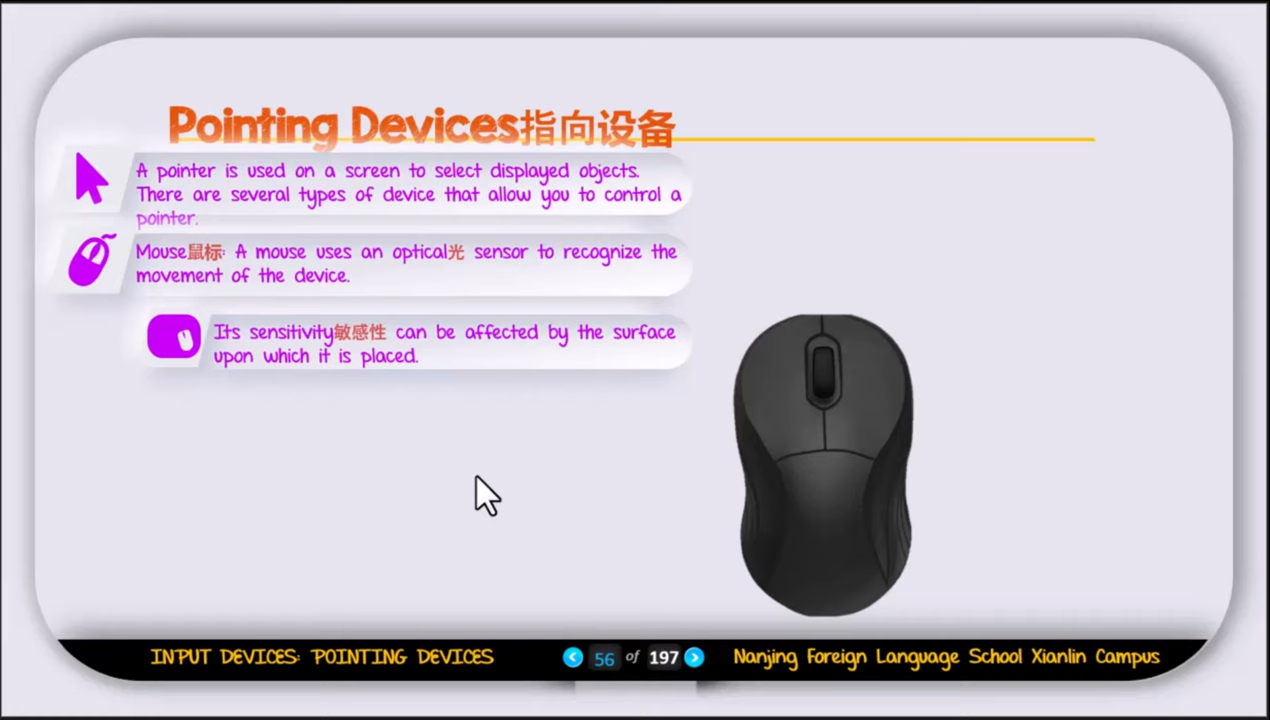 Pointing Devices指向设备
A pointer is used on a screen to select displayed objects.
There are several types of device that allow you to control a
pointer.
Mouse鼠标: A mouse uses an optical光 sensor to recognize the
movement of the device.
Its sensitivity敏感性 can be affected by the surface
upon which it is placed.
INPUT DEVICES: POINTING DEVICES
56 of 197
Nanjing Foreign Language School Xianlin Campus